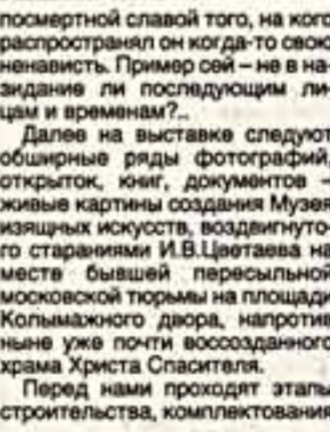 посмертной славой того, на кого
распространял он когда-то свою
ненависть. Пример сей – не в на-
зидание ли последующим ли-
цам и временам?..
Далее на выставке следуют
обширные ряды фотографий,
открыток, книг, документов –
живые картины создания Музея
изящных искусств, воздвигнуто-
го стараниями И.В.Цветаева на
месте бывшей пересыльной
московской тюрьмы на площади
Колымажного двора, напротив
ныне уже почти воссозданного
храма Христа Спасителя.
Перед нами проходят этапы
строительства, комплектования